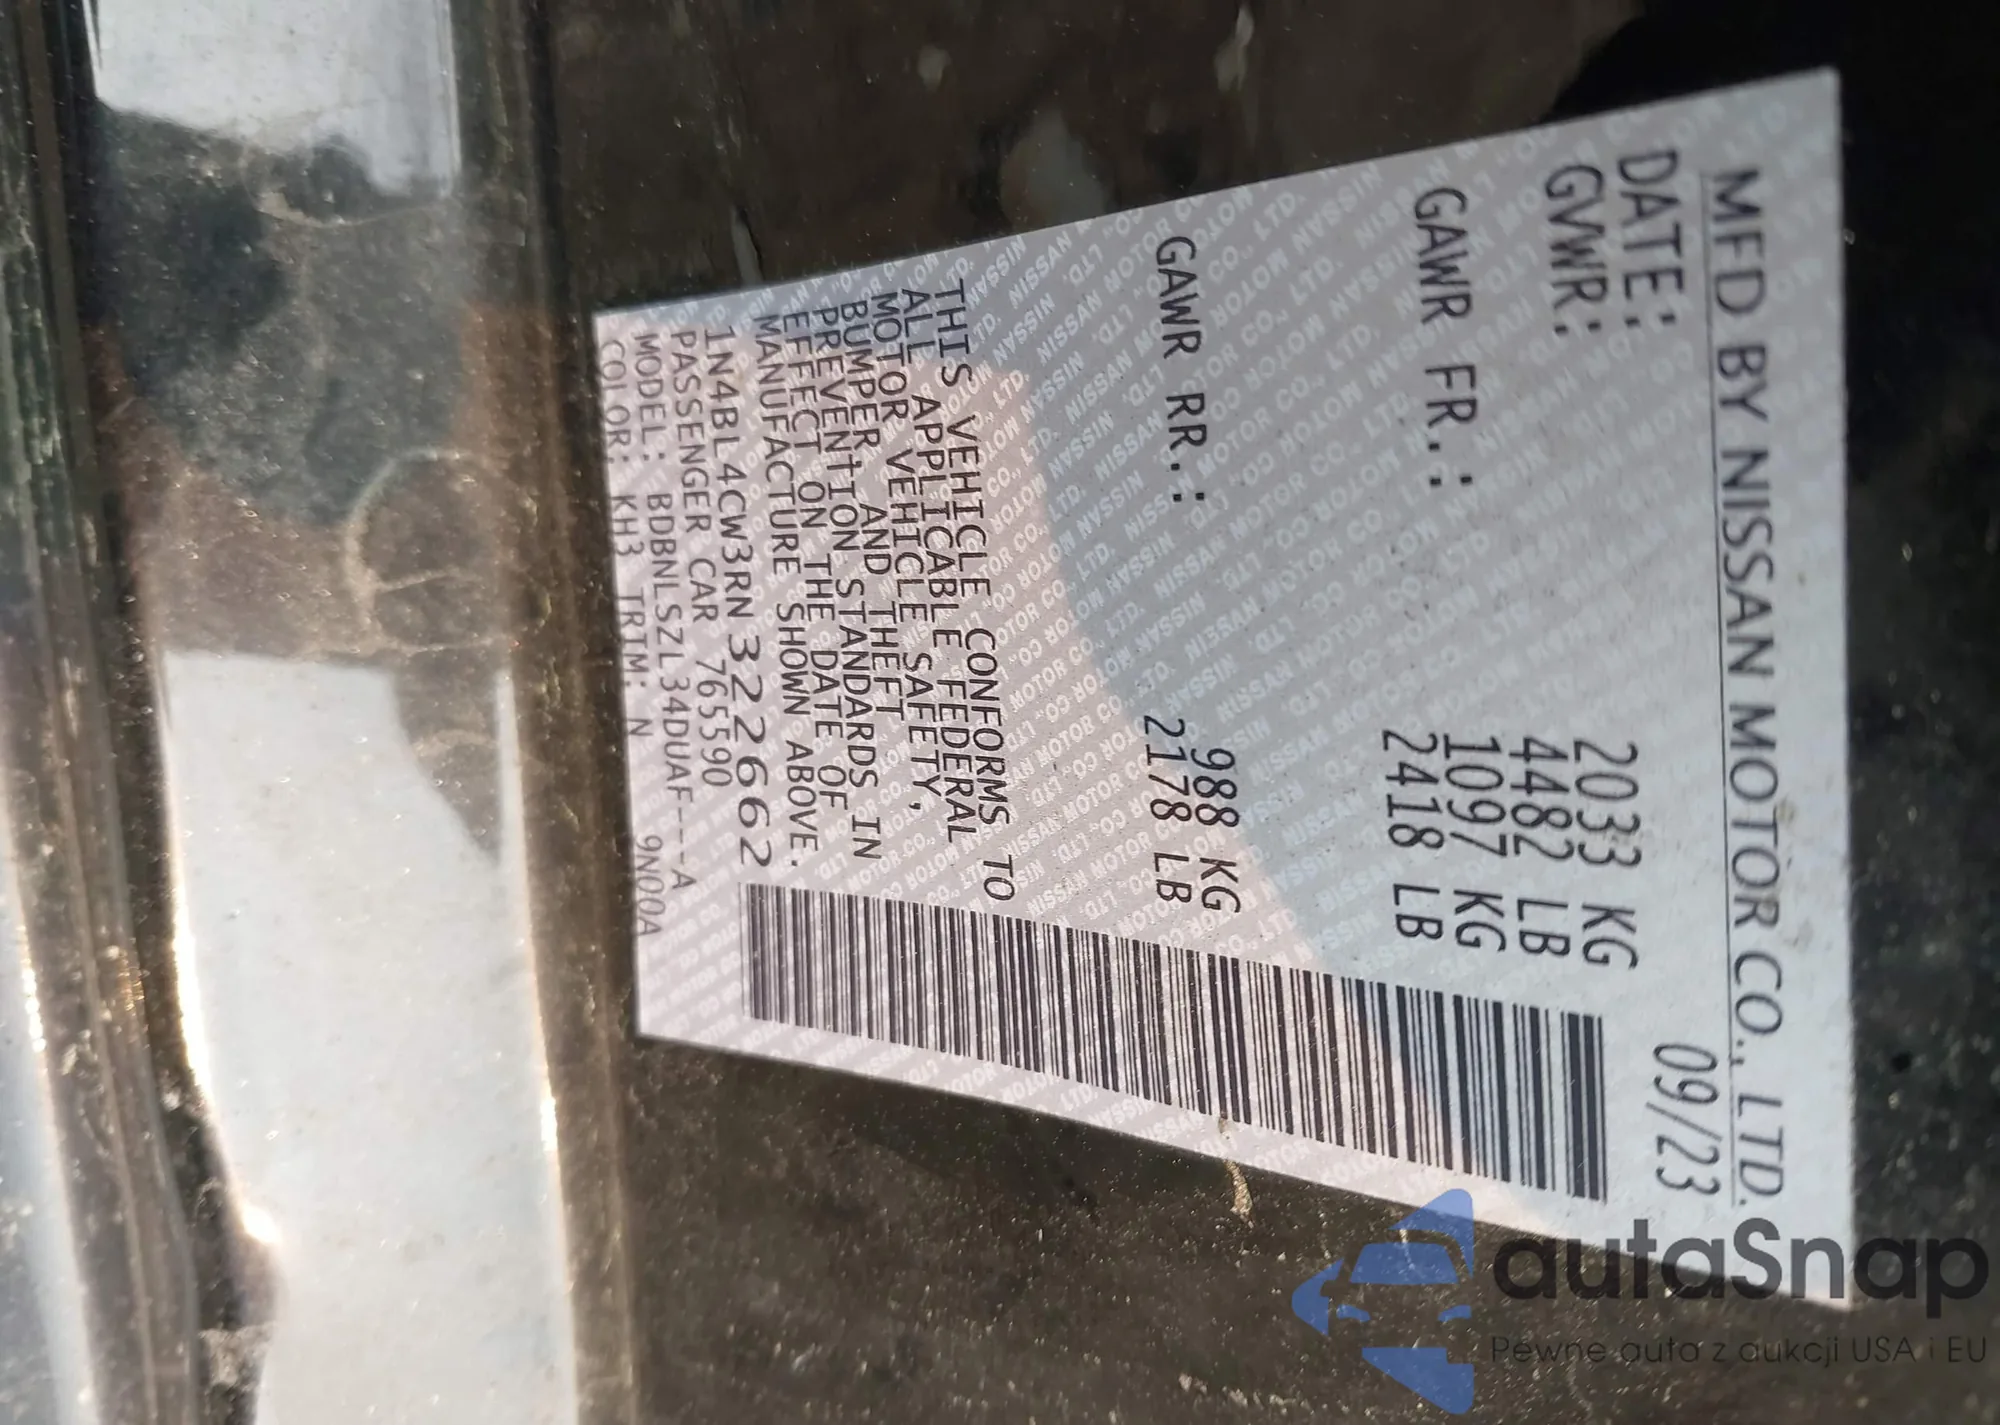 MFD BY NISSAN MOTOR CO., LTD.
DATE: 09/23
GVWR: 2033 KG
4482 LB
GAWR FR.: 1097 KG
2418 LB
GAWR RR.: 988 KG
2178 LB
THIS VEHICLE CONFORMS TO
ALL APPLICABLE FEDERAL
MOTOR VEHICLE SAFETY,
BUMPER, AND THEFT
PREVENTION STANDARDS IN
EFFECT ON THE DATE OF
MANUFACTURE SHOWN ABOVE.
1N4BL4CW3RN322662
PASSENGER CAR 765590
MODEL: BDBNLSZL34DUAF---A
COLOR: KH3 TRIM: N 9N00A
autaSnap
Pewne auto z aukcji USA i EU